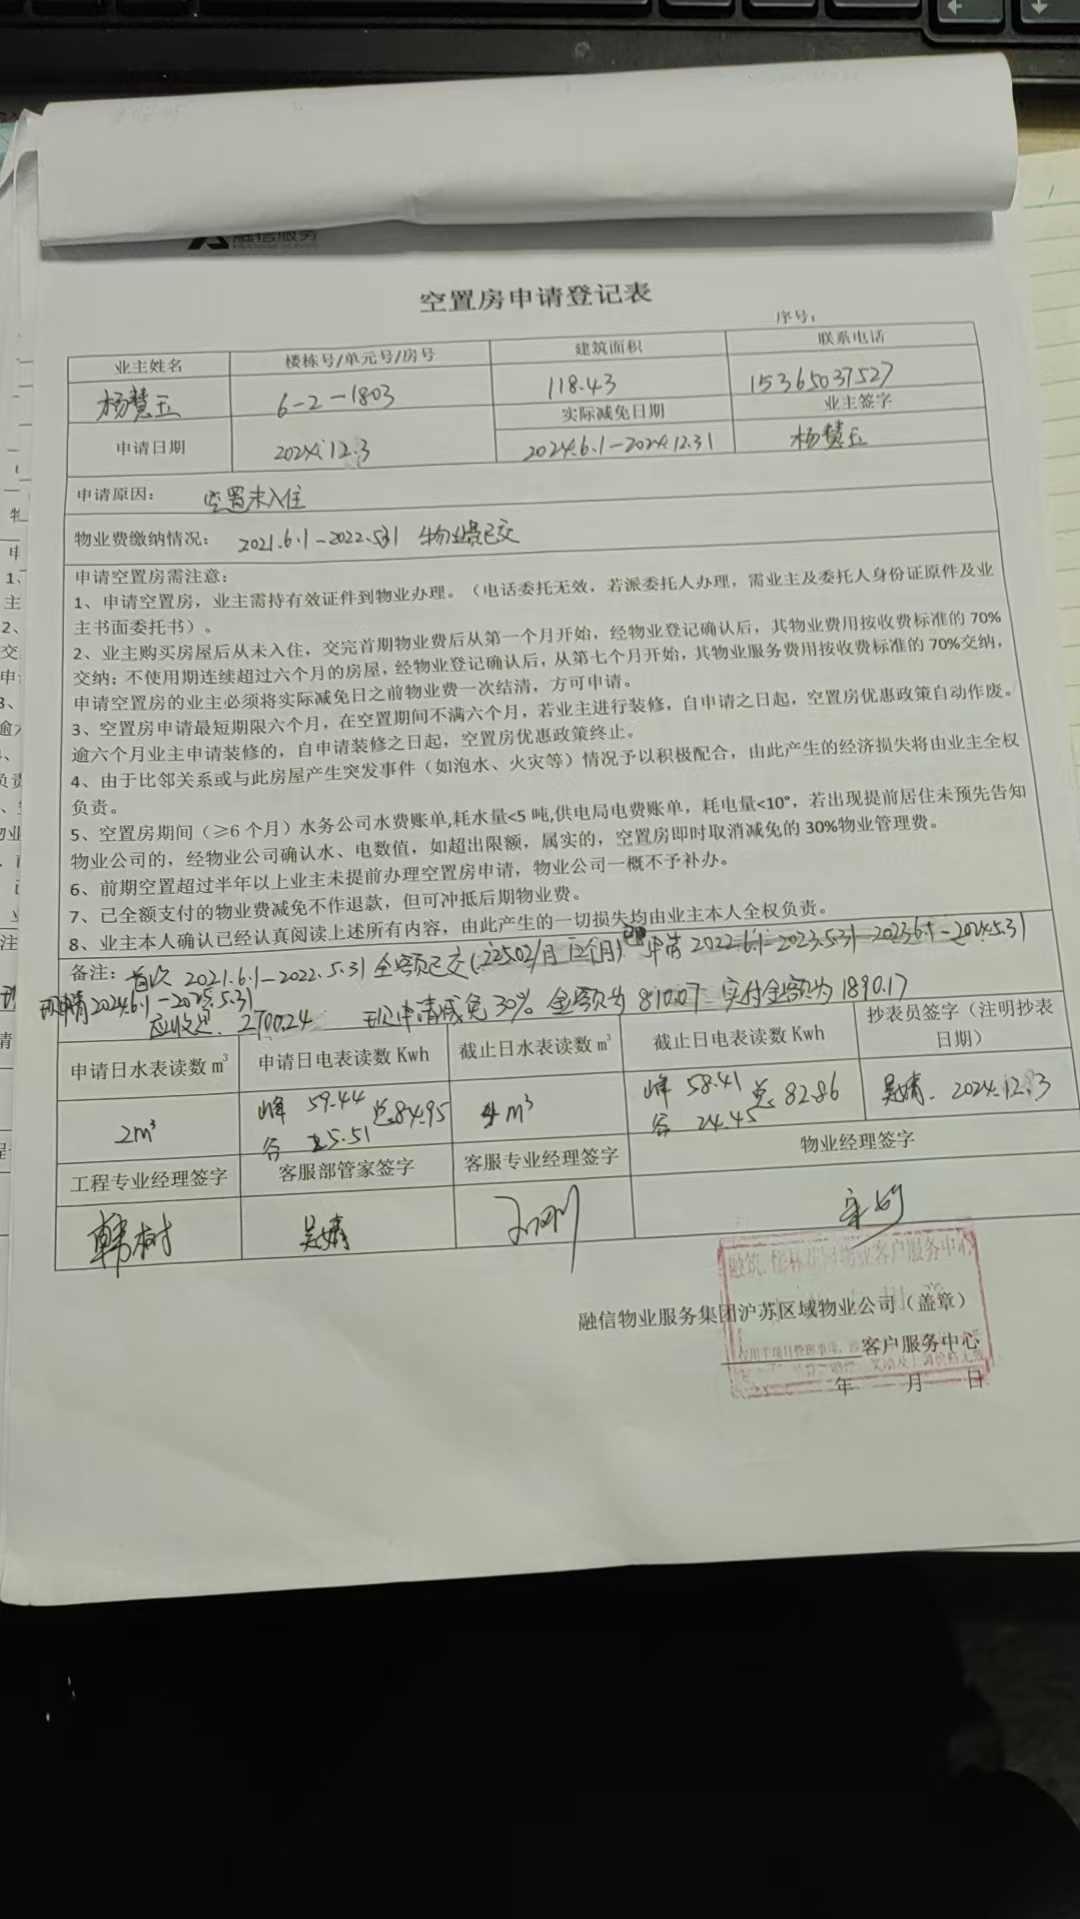 融信服务
空置房申请登记表
序号：
业主姓名 楼栋号/单元号/房号 建筑面积 联系电话
杨慧玉 6-2-1803 118.43 15365037527
实际减免日期 业主签字
申请日期 2024.12.3 2024.6.1-2024.12.31 杨慧玉
申请原因： 空置未入住
物业费缴纳情况： 2021.6.1-2022.5.31 物业费已交
申请空置房需注意：
1、申请空置房，业主需持有效证件到物业办理。（电话委托无效，若派委托人办理，需业主及委托人身份证原件及业
主书面委托书）。
2、业主购买房屋后从未入住，交完首期物业费后从第一个月开始，经物业登记确认后，其物业费用按收费标准的 70%
交纳；不使用期连续超过六个月的房屋，经物业登记确认后，从第七个月开始，其物业服务费用按收费标准的 70%交纳，
申请空置房的业主必须将实际减免日之前物业费一次结清，方可申请。
3、空置房申请最短期限六个月，在空置期间不满六个月，若业主进行装修，自申请之日起，空置房优惠政策自动作废。
逾六个月业主申请装修的，自申请装修之日起，空置房优惠政策终止。
4、由于比邻关系或与此房屋产生突发事件（如泡水、火灾等）情况予以积极配合，由此产生的经济损失将由业主全权
负责。
5、空置房期间（≥6 个月）水务公司水费账单,耗水量<5 吨,供电局电费账单，耗电量<10°，若出现提前居住未预先告知
物业公司的，经物业公司确认水、电数值，如超出限额，属实的，空置房即时取消减免的 30%物业管理费。
6、前期空置超过半年以上业主未提前办理空置房申请，物业公司一概不予补办。
7、已全额支付的物业费减免不作退款，但可冲抵后期物业费。
8、业主本人确认已经认真阅读上述所有内容，由此产生的一切损失均由业主本人全权负责。
备注： 首次 2021.6.1-2022.5.31 全额已交(225.02/月 12个月) 已申请 2022.6.1-2023.5.31 2023.6.1-2024.5.31
现申请2024.6.1-2025.5.31
应收是 2700.24 现申请减免30% 金额为 810.07 实付金额为1890.17
申请日水表读数 m³ 申请日电表读数 Kwh 截止日水表读数 m³ 截止日电表读数 Kwh 抄表员签字（注明抄表
日期）
2m³ 峰 59.44 总84.95 4m³ 峰 58.41 总 82.86 吴婧. 2024.12.3
谷 25.51 谷 24.45
工程专业经理签字 客服部管家签字 客服专业经理签字 物业经理签字
韩树 吴婧
物业客户服务中心
融信物业服务集团沪苏区域物业公司（盖章）
客户服务中心
年 月 日